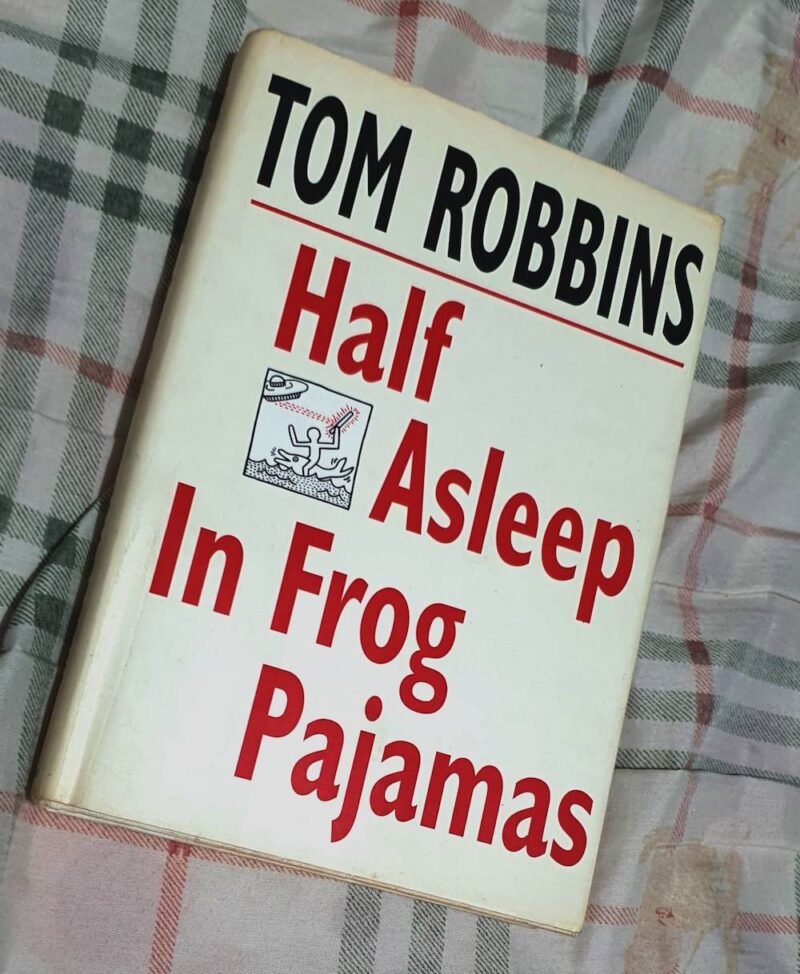 TOM ROBBINS
Half
Asleep
In Frog
Pajamas